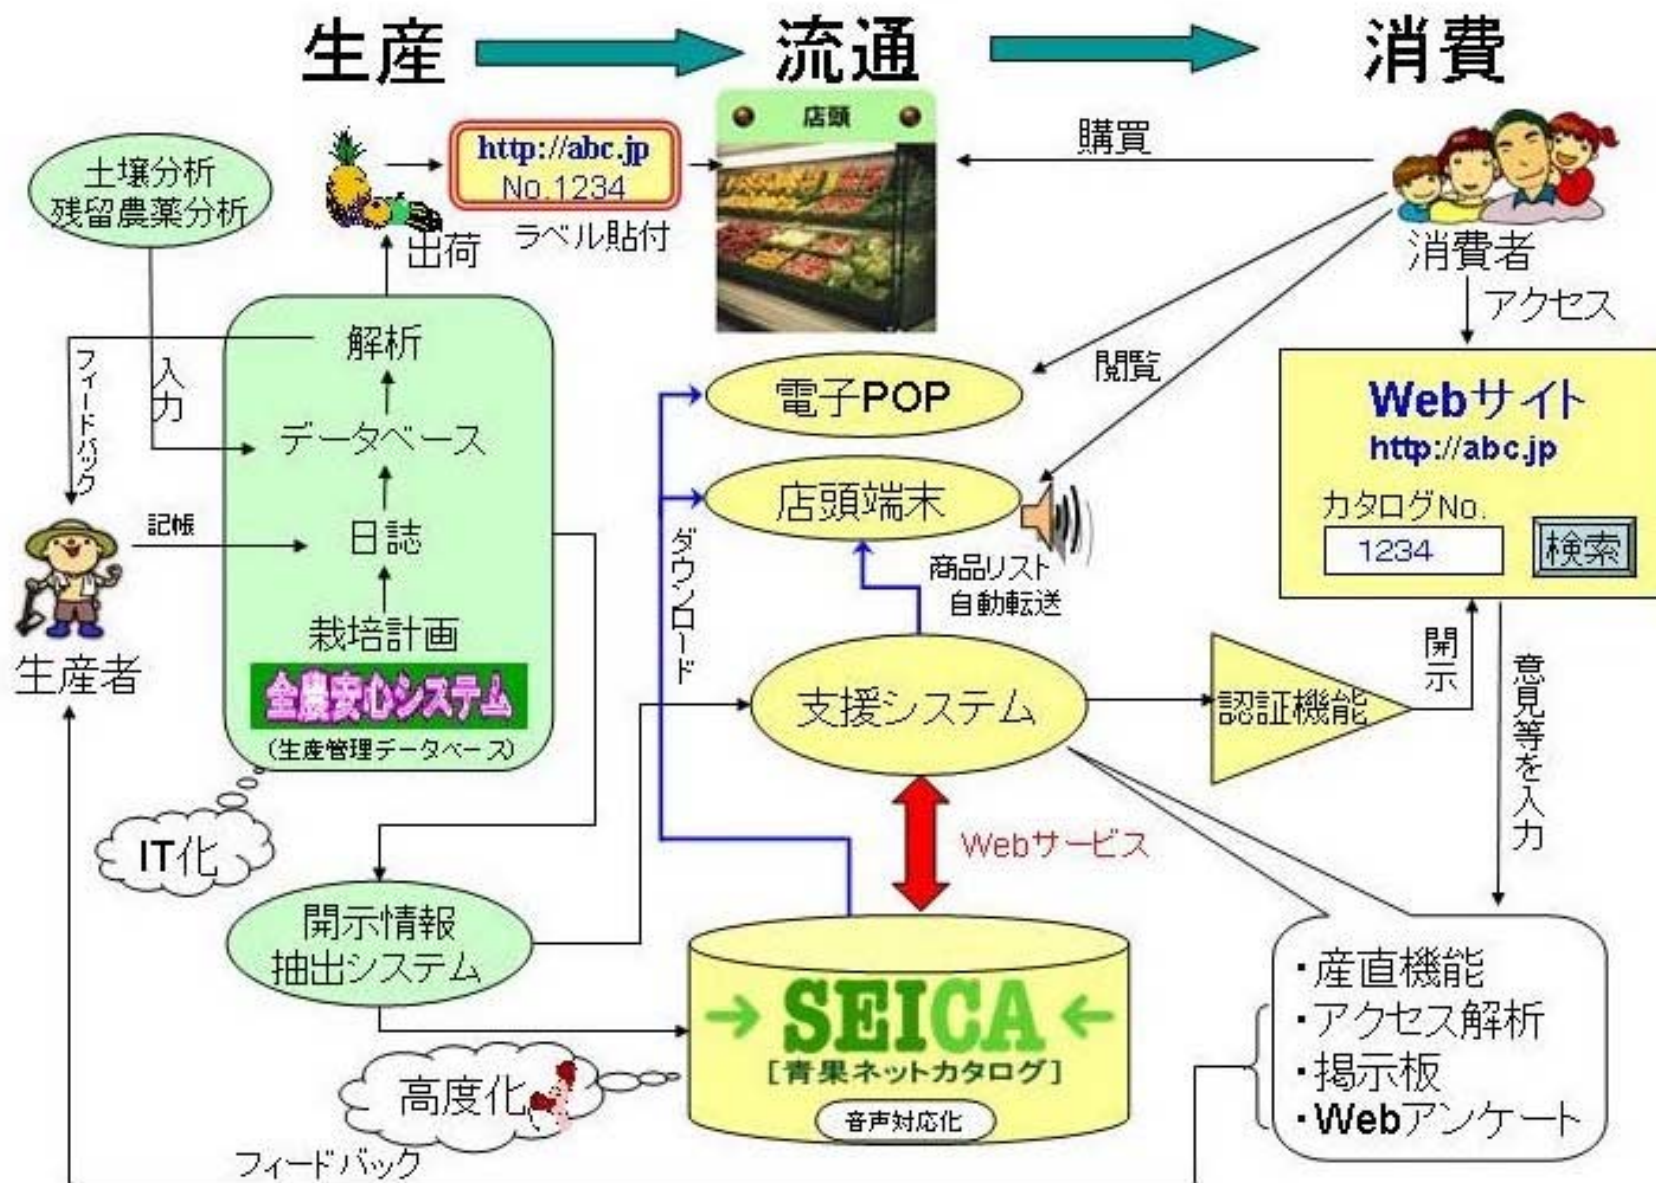 生産
流通
消費
土壌分析
残留農薬分析
http://abc.jp
No.1234
ラベル貼付
出荷
店頭
購買
消費者
アクセス
閲覧
解析
データベース
日誌
栽培計画
全農安心システム
(生産管理データベース)
フィードバック
入力
記帳
生産者
IT化
電子POP
店頭端末
ダウンロード
商品リスト
自動転送
Webサイト
http://abc.jp
カタログNo.
1234
検索
支援システム
認証機能
開示
意見等を入力
Webサービス
開示情報
抽出システム
SEICA
[青果ネットカタログ]
音声対応化
高度化
・産直機能
・アクセス解析
・掲示板
・Webアンケート
フィードバック